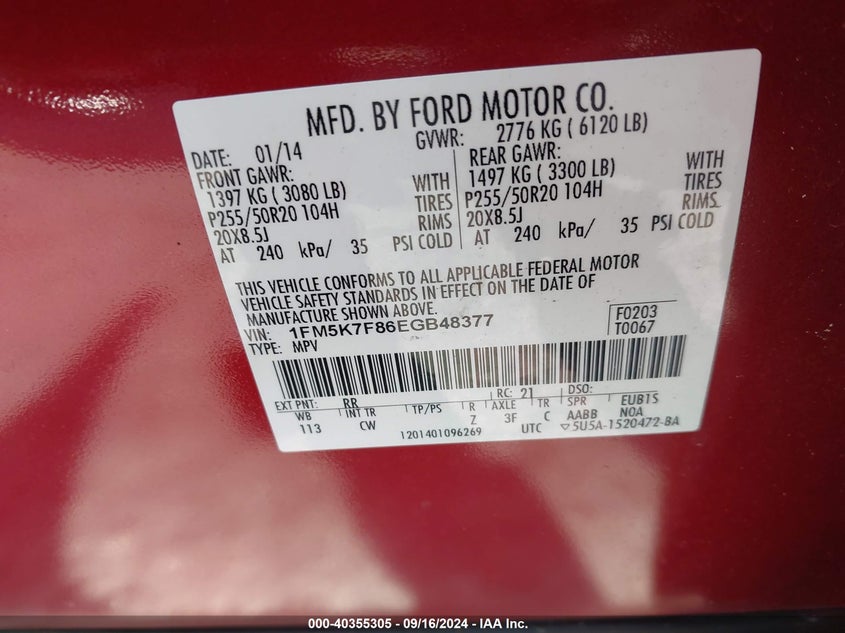 MFD. BY FORD MOTOR CO.
DATE: 01/14 GVWR: 2776 KG ( 6120 LB)
FRONT GAWR: REAR GAWR: WITH
1397 KG ( 3080 LB) WITH 1497 KG ( 3300 LB) TIRES
P255/50R20 104H TIRES P255/50R20 104H RIMS
20X8.5J RIMS 20X8.5J
AT 240 kPa/ 35 PSI COLD AT 240 kPa/ 35 PSI COLD
THIS VEHICLE CONFORMS TO ALL APPLICABLE FEDERAL MOTOR
VEHICLE SAFETY STANDARDS IN EFFECT ON THE DATE OF
MANUFACTURE SHOWN ABOVE.
VIN: 1FM5K7F86EGB48377 F0203
TYPE: MPV T0067
EXT PNT: RR RC: 21 DSO:
WB INT TR TP/PS R AXLE TR SPR EUB1S
113 CW Z 3F C AABB NOA
1201401096269 UTC ▽5U5A-1520472-BA
000-40355305 - 09/16/2024 - IAA Inc.